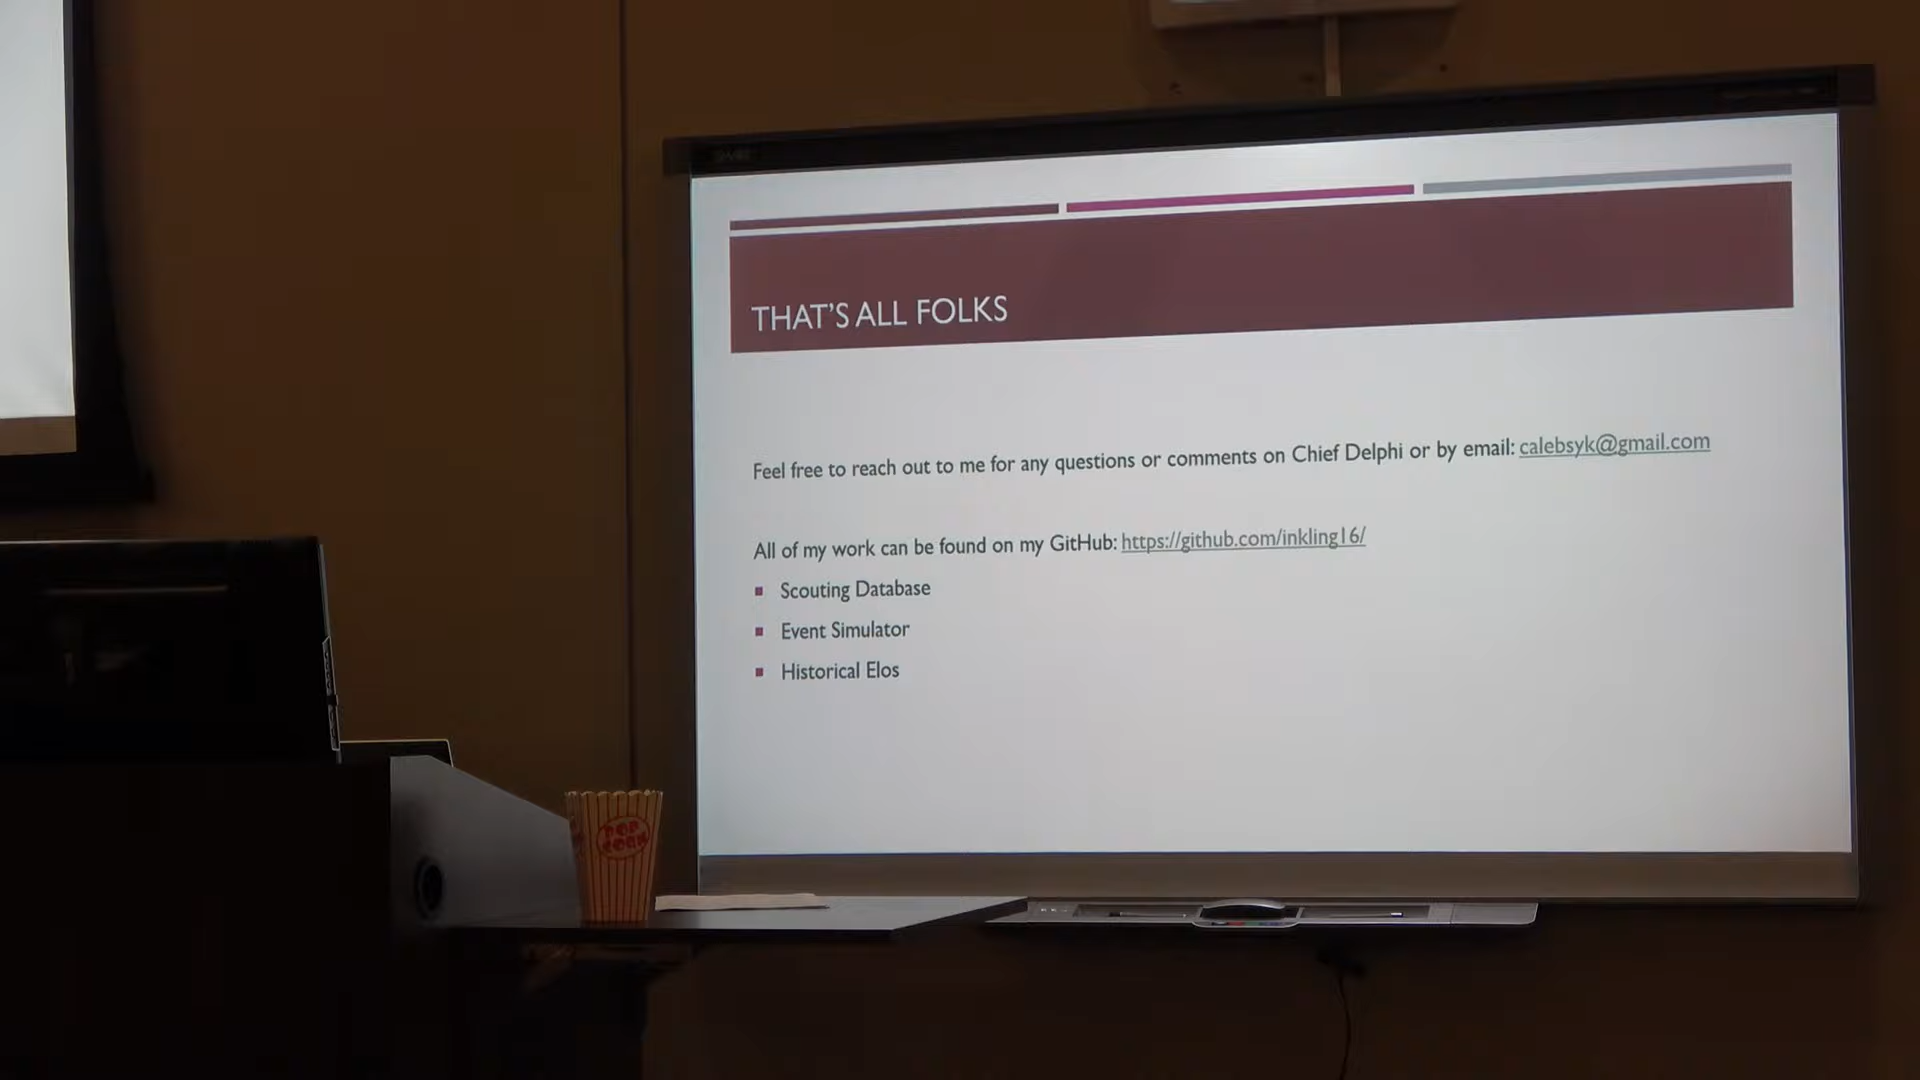 THAT'S ALL FOLKS
Feel free to reach out to me for any questions or comments on Chief Delphi or by email: calebsyk@gmail.com
All of my work can be found on my GitHub: https://github.com/inkling16/
Scouting Database
Event Simulator
Historical Elos
POP
CORN